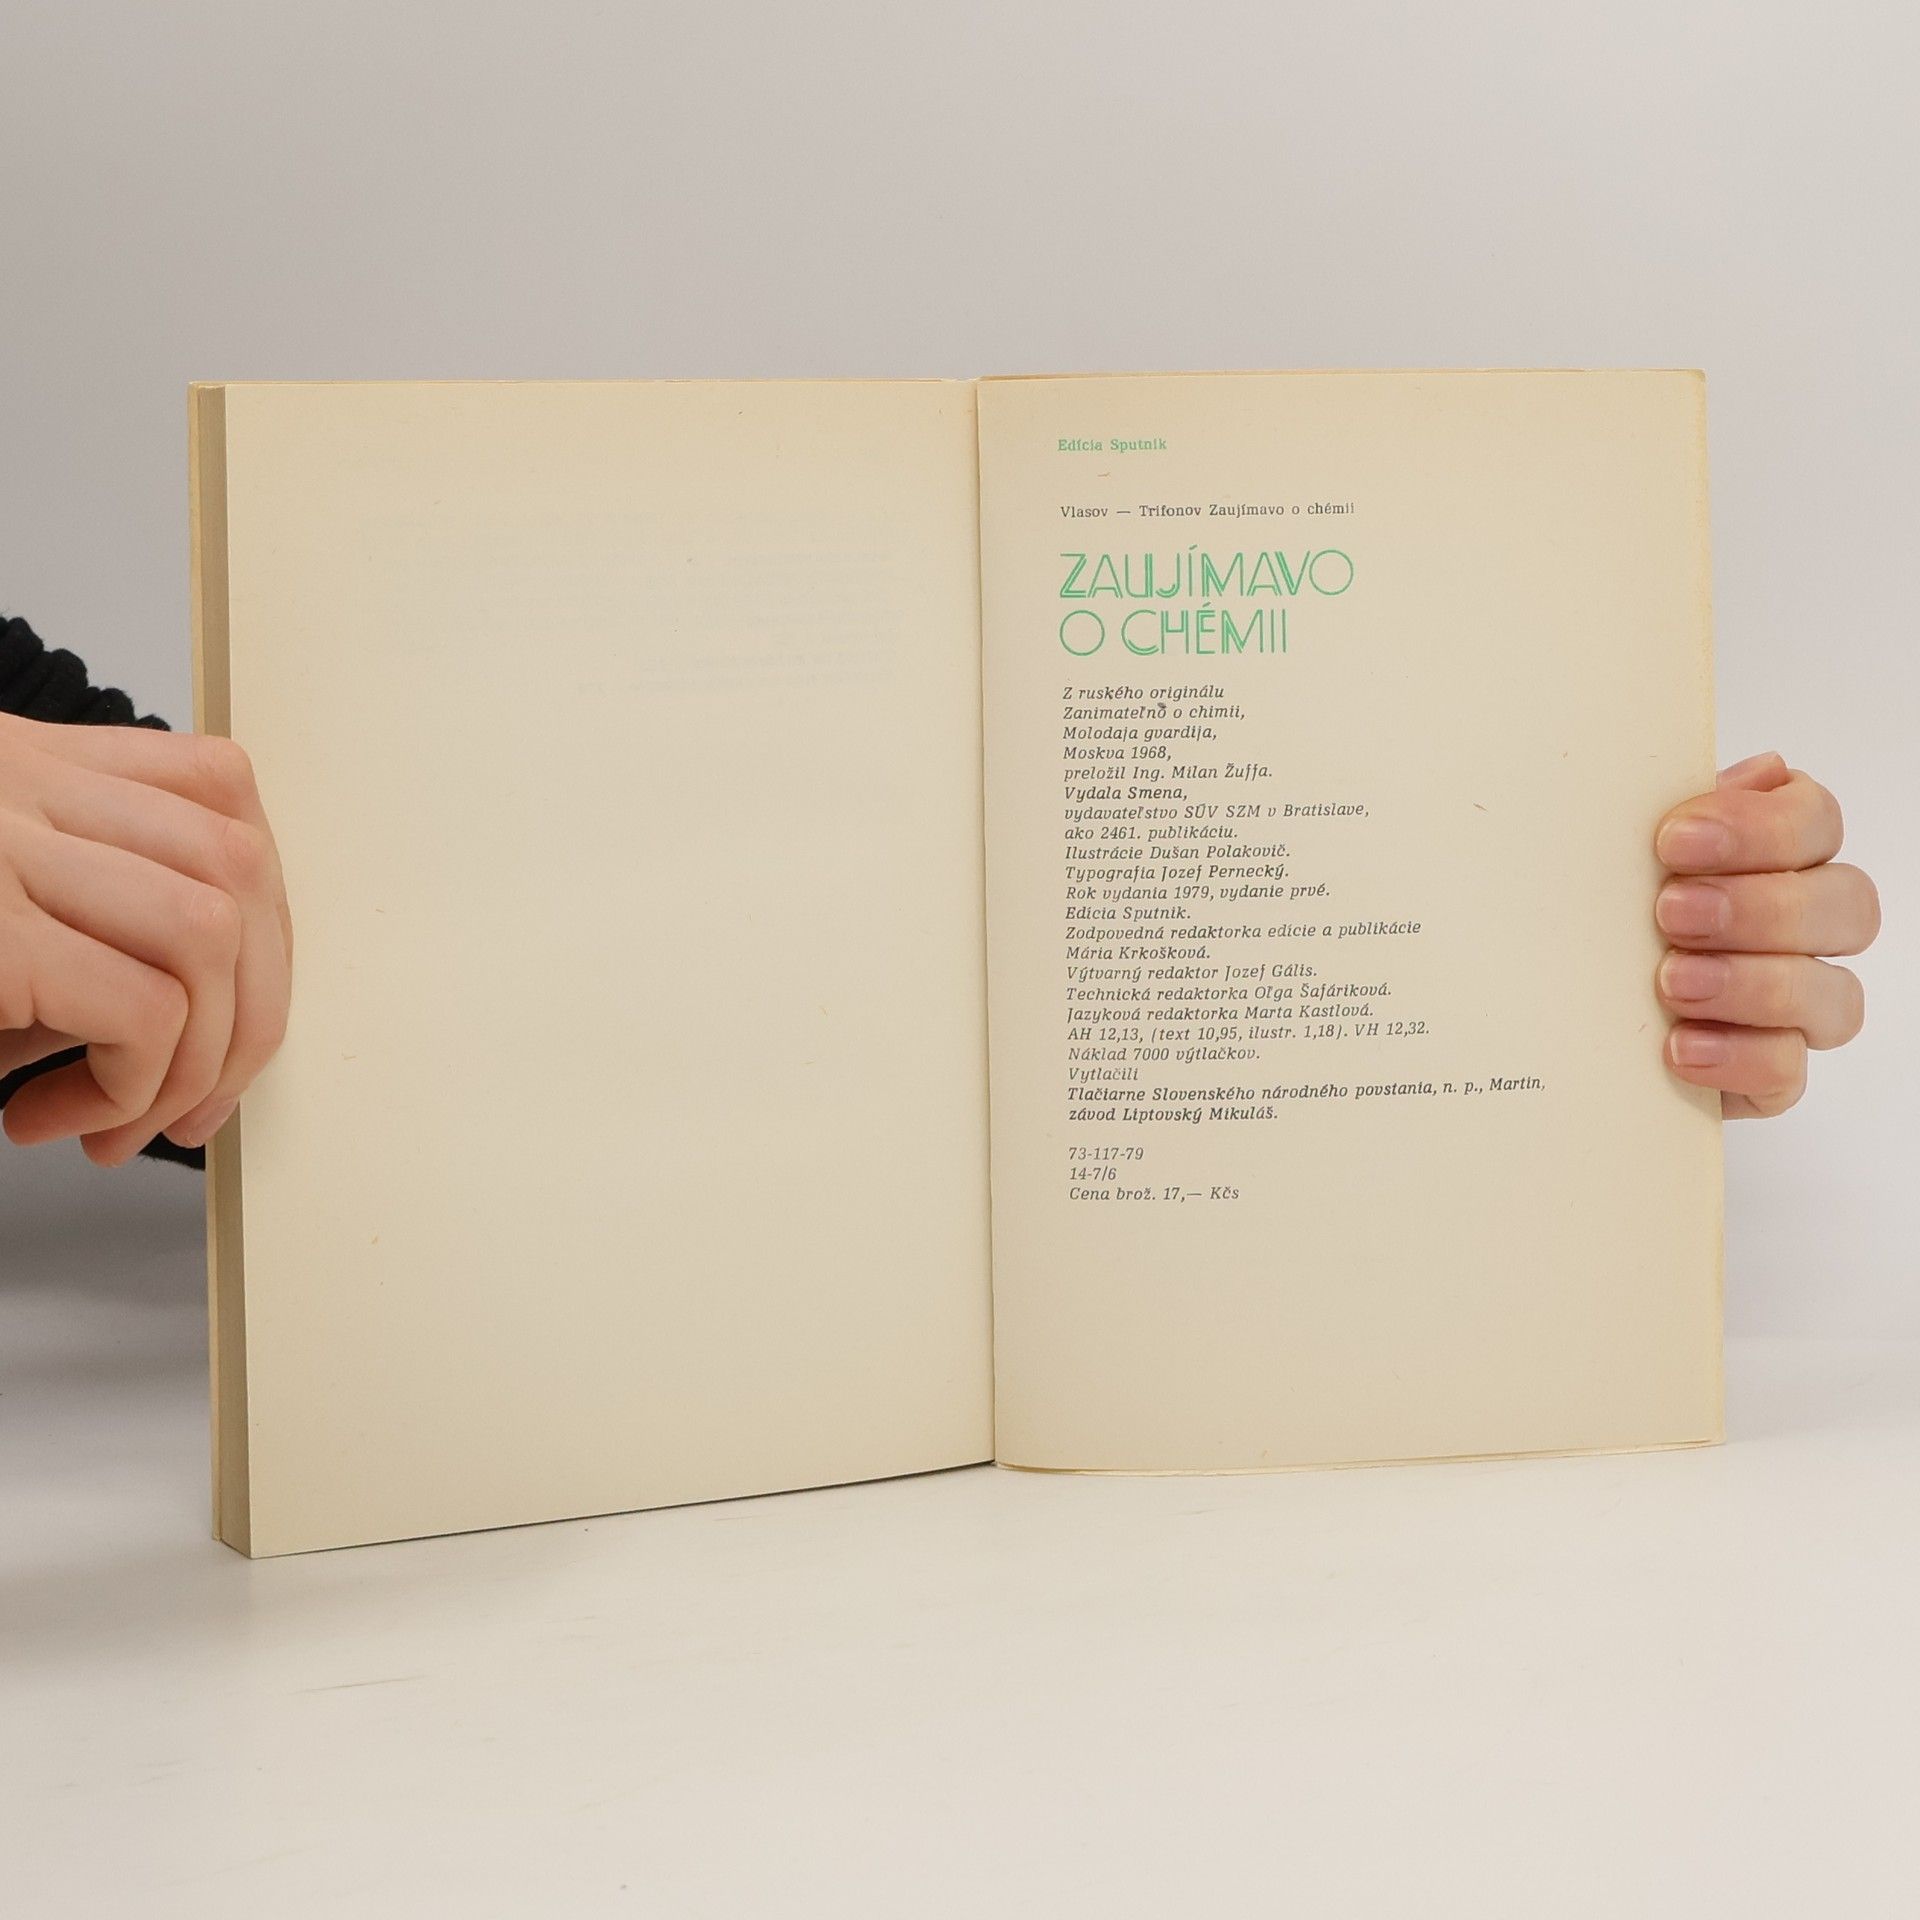 Edícia Sputnik
Vlasov — Trifonov Zaujímavo o chémii
ZAUJÍMAVO
O CHÉMII
Z ruského originálu
Zanimateľno o chimii,
Molodaja gvardija,
Moskva 1968,
preložil Ing. Milan Žuffa.
Vydala Smena,
vydavateľstvo SÚV SZM v Bratislave,
ako 2461. publikáciu.
Ilustrácie Dušan Polakovič.
Typografia Jozef Pernecký.
Rok vydania 1979, vydanie prvé.
Edícia Sputnik.
Zodpovedná redaktorka edície a publikácie
Mária Krkošková.
Výtvarný redaktor Jozef Gális.
Technická redaktorka Oľga Šafáriková.
Jazyková redaktorka Marta Kastlová.
AH 12,13, (text 10,95, ilustr. 1,18). VH 12,32.
Náklad 7000 výtlačkov.
Vytlačili
Tlačiarne Slovenského národného povstania, n. p., Martin,
závod Liptovský Mikuláš.
73-117-79
14-7/6
Cena brož. 17,— Kčs